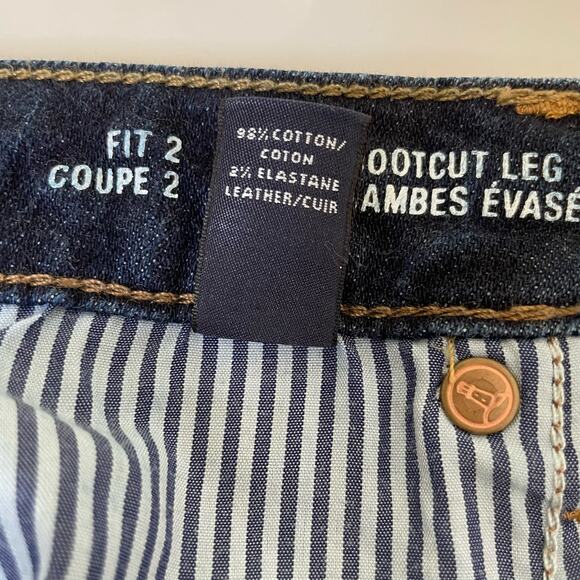 FIT 2
COUPE 2
98% COTTON/
COTON
2% ELASTANE
LEATHER/CUIR
OOTCUT LEG
AMBES ÉVASÉ